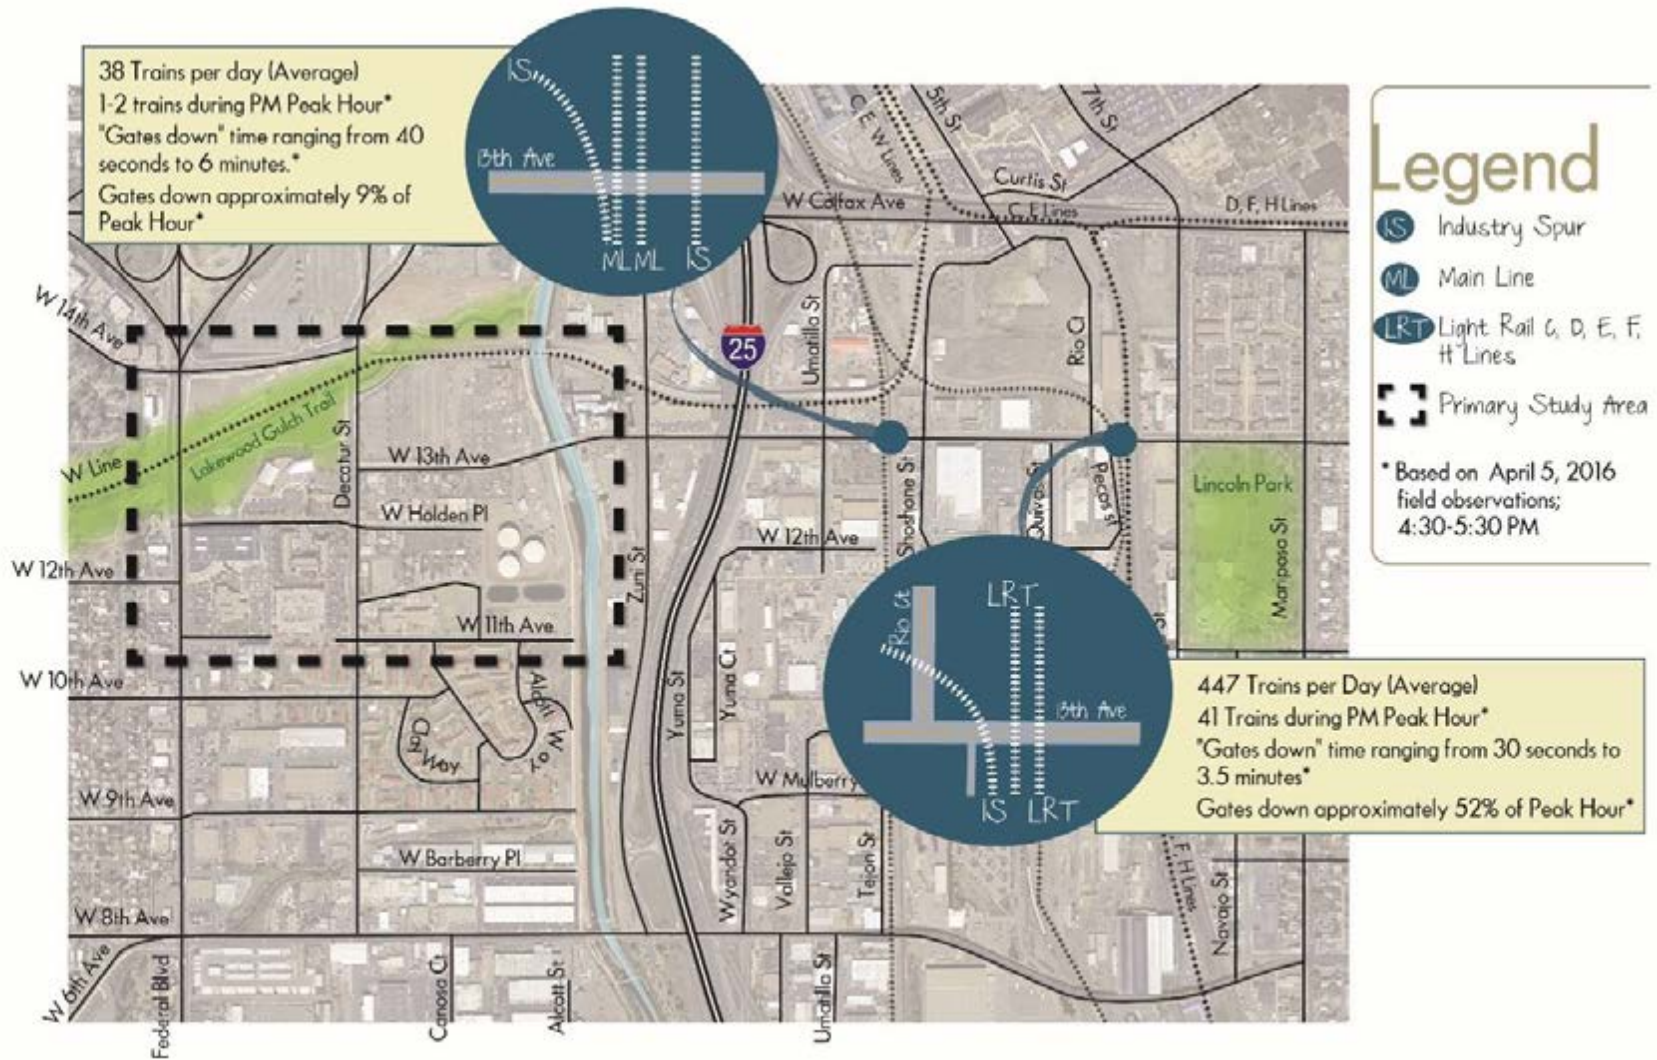 38 Trains per day (Average)
1-2 trains during PM Peak Hour*
"Gates down" time ranging from 40
seconds to 6 minutes.*
Gates down approximately 9% of
Peak Hour*
IS
13th Ave
ML ML IS
C, E, W Lines
5th St
7th St
Curtis St
W Colfax Ave
C, E Lines
D, F, H Lines
Legend
IS Industry Spur
ML Main Line
LRT Light Rail C, D, E, F,
H Lines
Primary Study Area
* Based on April 5, 2016
field observations;
4:30-5:30 PM
W 14th Ave
25
Umatilla St
Rio Ct
W Line
Lakewood Gulch Trail
Decatur St
W 13th Ave
W Holden Pl
W 12th Ave
Shoshone St
Quivas St
Pecos St
Lincoln Park
Mariposa St
W 12th Ave
Zuni St
W 11th Ave
W 10th Ave
Alcott Way
Clay Way
Yuma St
Yuma Ct
Rio Ct
LRT
13th Ave
IS LRT
447 Trains per Day (Average)
41 Trains during PM Peak Hour*
"Gates down" time ranging from 30 seconds to
3.5 minutes*
Gates down approximately 52% of Peak Hour*
W 9th Ave
W Mulberry
W Barberry Pl
Wyandot St
Vallejo St
Tejon St
F, H Lines
Navajo St
W 8th Ave
W 6th Ave
Federal Blvd
Canosa Ct
Alcott St
Umatilla St